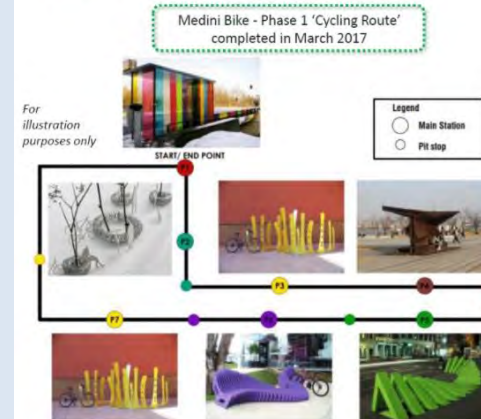 Medini Bike - Phase 1 ‘Cycling Route’
completed in March 2017
For
illustration
purposes only
Legend
Main Station
Pit stop
START/ END POINT
P1
P2
P3
P4
P7
P6
P5